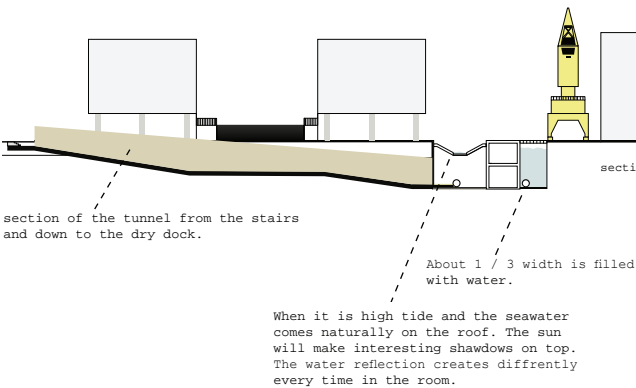 secti
section of the tunnel from the stairs
and down to the dry dock.
About 1 / 3 width is filled
with water.
When it is high tide and the seawater
comes naturally on the roof. The sun
will make interesting shawdows on top.
The water reflection creates diffrently
every time in the room.